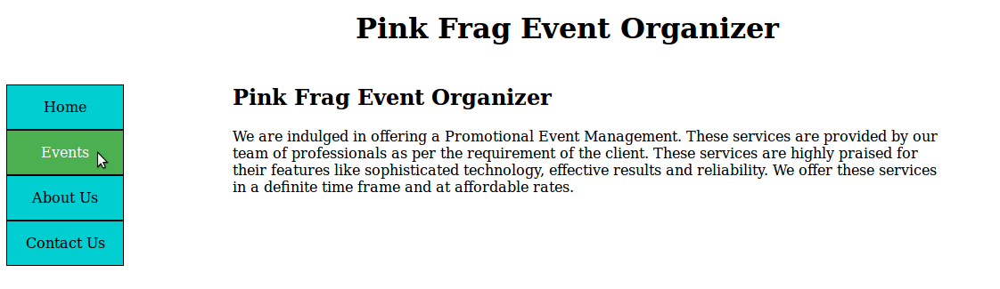 Pink Frag Event Organizer
Home
Events
About Us
Contact Us
Pink Frag Event Organizer
We are indulged in offering a Promotional Event Management. These services are provided by our
team of professionals as per the requirement of the client. These services are highly praised for
their features like sophisticated technology, effective results and reliability. We offer these services
in a definite time frame and at affordable rates.